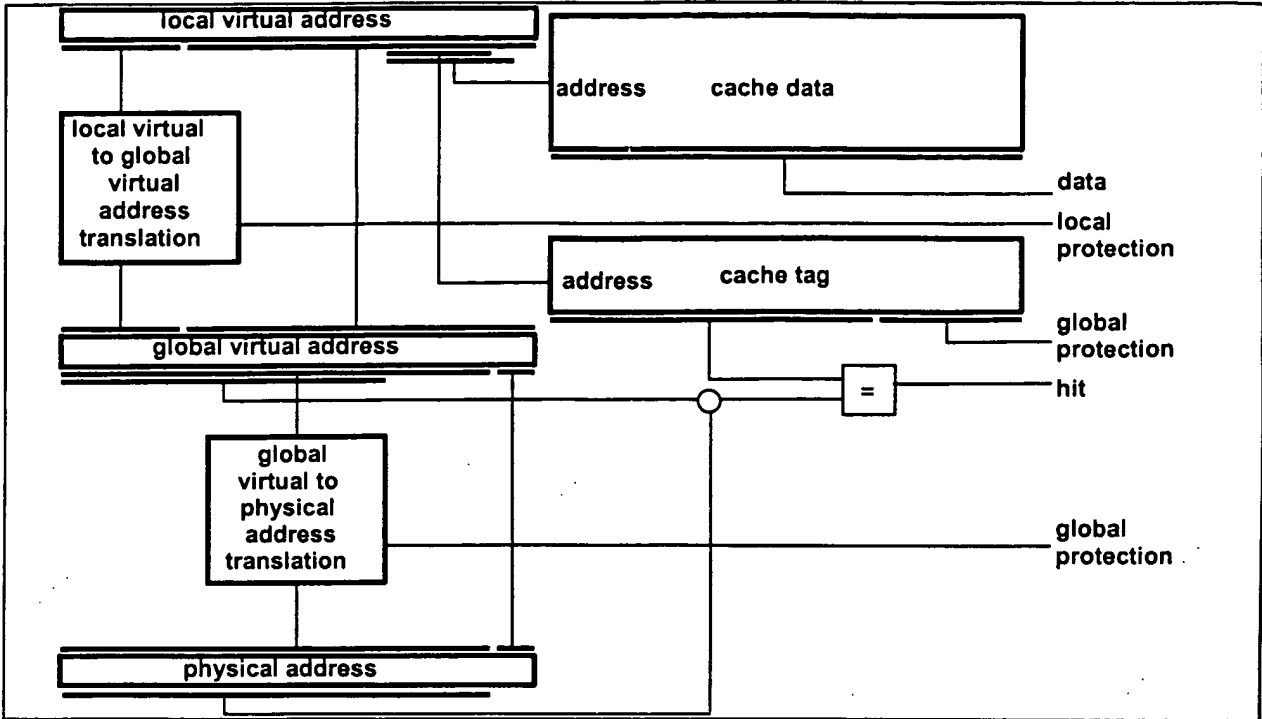 local virtual address
address cache data
local virtual
to global
virtual
address
translation
data
local
protection
address cache tag
global
protection
global virtual address
hit
=
global
virtual to
physical
address
translation
global
protection
physical address